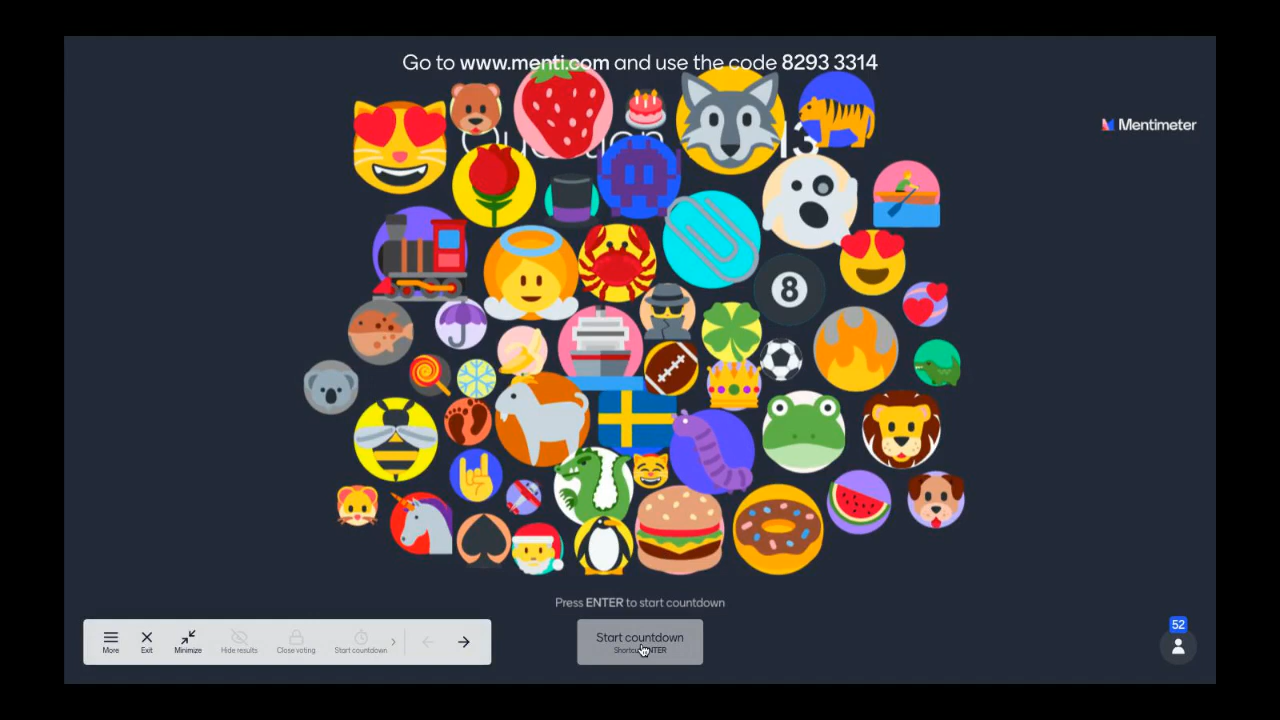 Go to www.menti.com and use the code 8293 3314
Mentimeter
8
Press ENTER to start countdown
More
Exit
Minimize
Hide results
Close voting
Start countdown
Start countdown
52